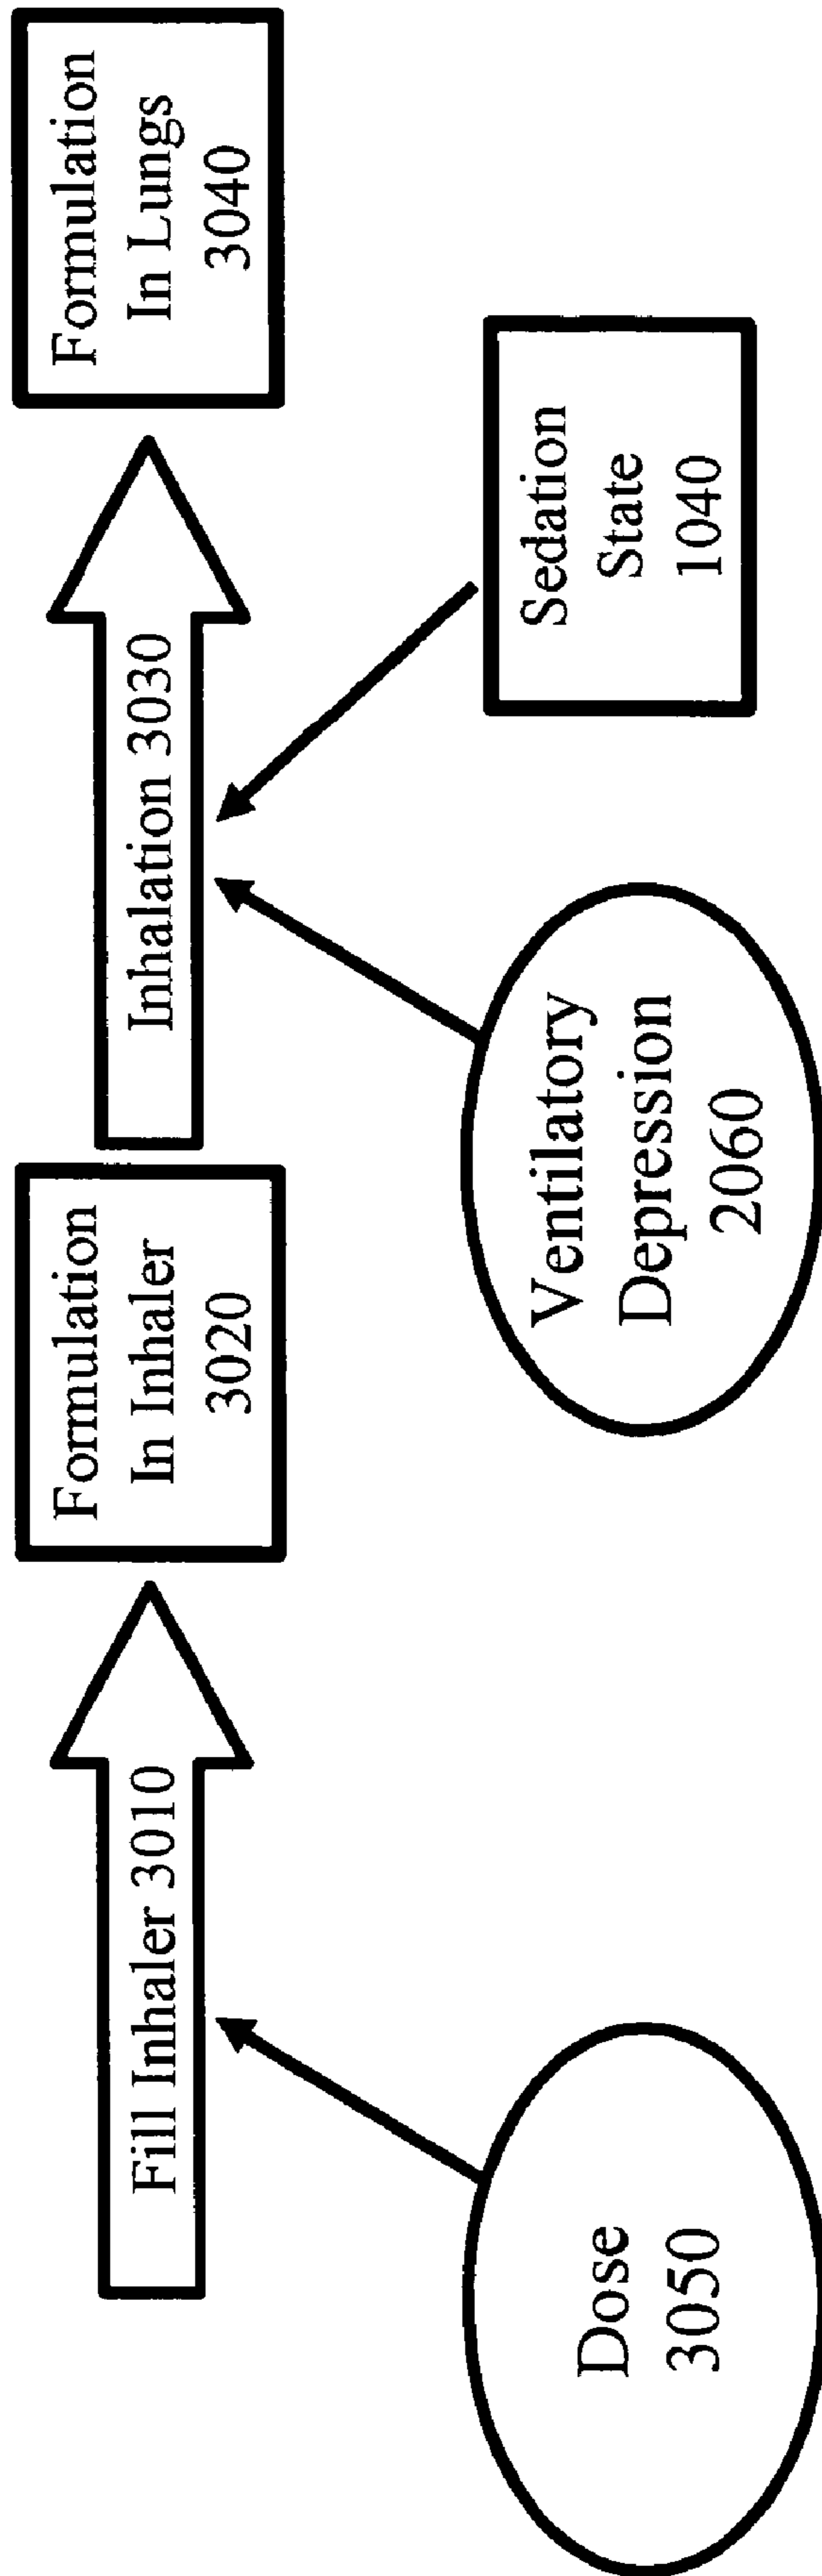 Fill Inhaler 3010
Formulation
In Inhaler
3020
Inhalation 3030
Formulation
In Lungs
3040
Dose
3050
Ventilatory
Depression
2060
Sedation
State
1040